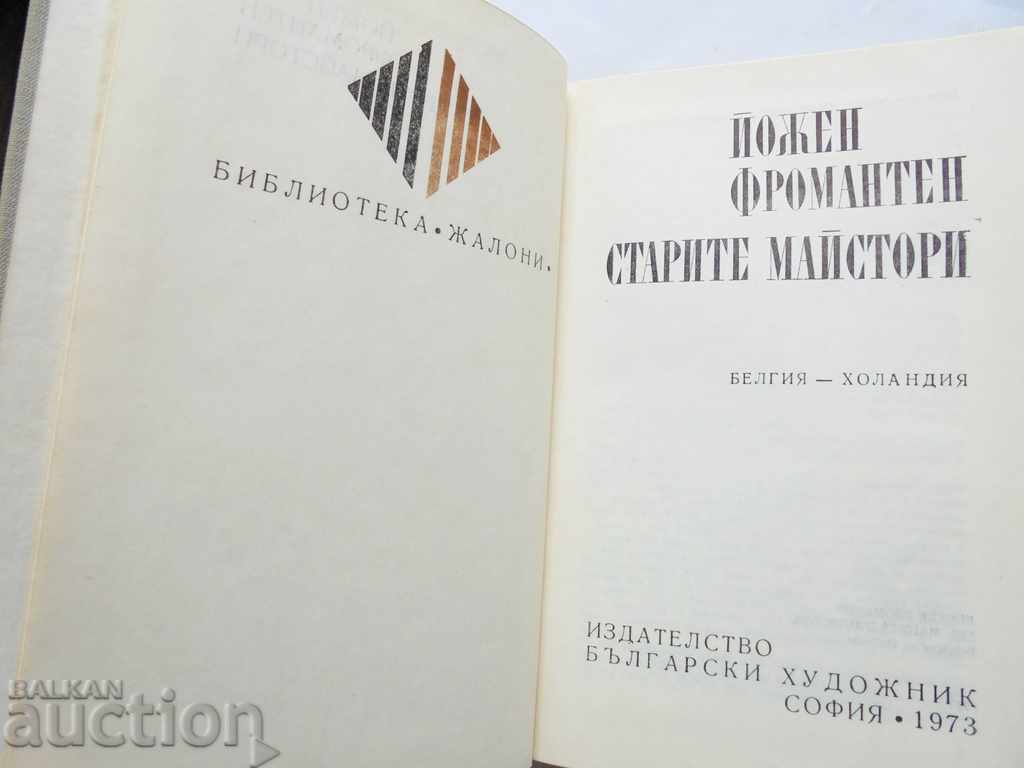 БИБЛИОТЕКА • ЖАЛОНИ •
ЙОЖЕН
ФРОМАНТЕН
СТАРИТЕ МАЙСТОРИ
БЕЛГИЯ — ХОЛАНДИЯ
ИЗДАТЕЛСТВО
БЪЛГАРСКИ ХУДОЖНИК
СОФИЯ • 1973
BALKAN
auction